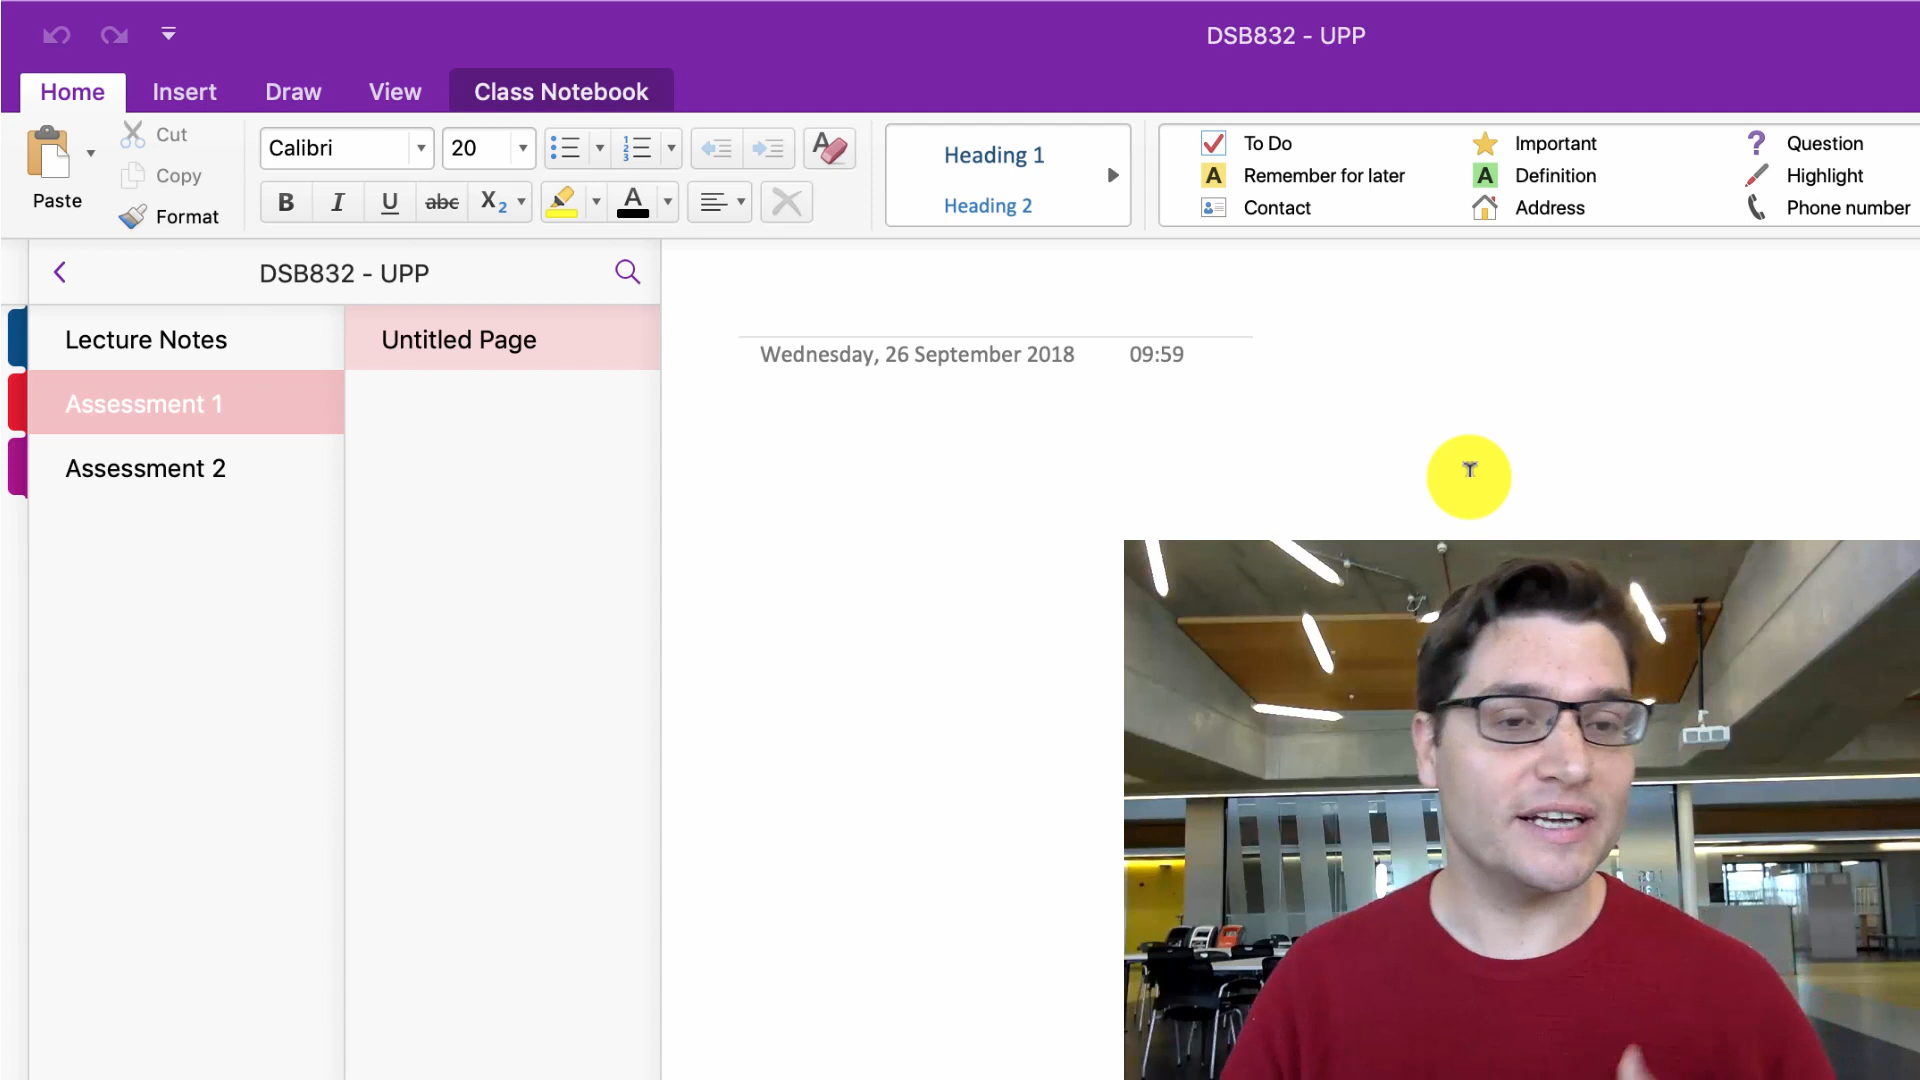 DSB832 - UPP
Home Insert Draw View Class Notebook
Paste
Cut
Copy
Format
Calibri 20
B I U abc X2 A
Heading 1
Heading 2
To Do Important Question
Remember for later Definition Highlight
Contact Address Phone number
DSB832 - UPP
Lecture Notes
Assessment 1
Assessment 2
Untitled Page
Wednesday, 26 September 2018 09:59